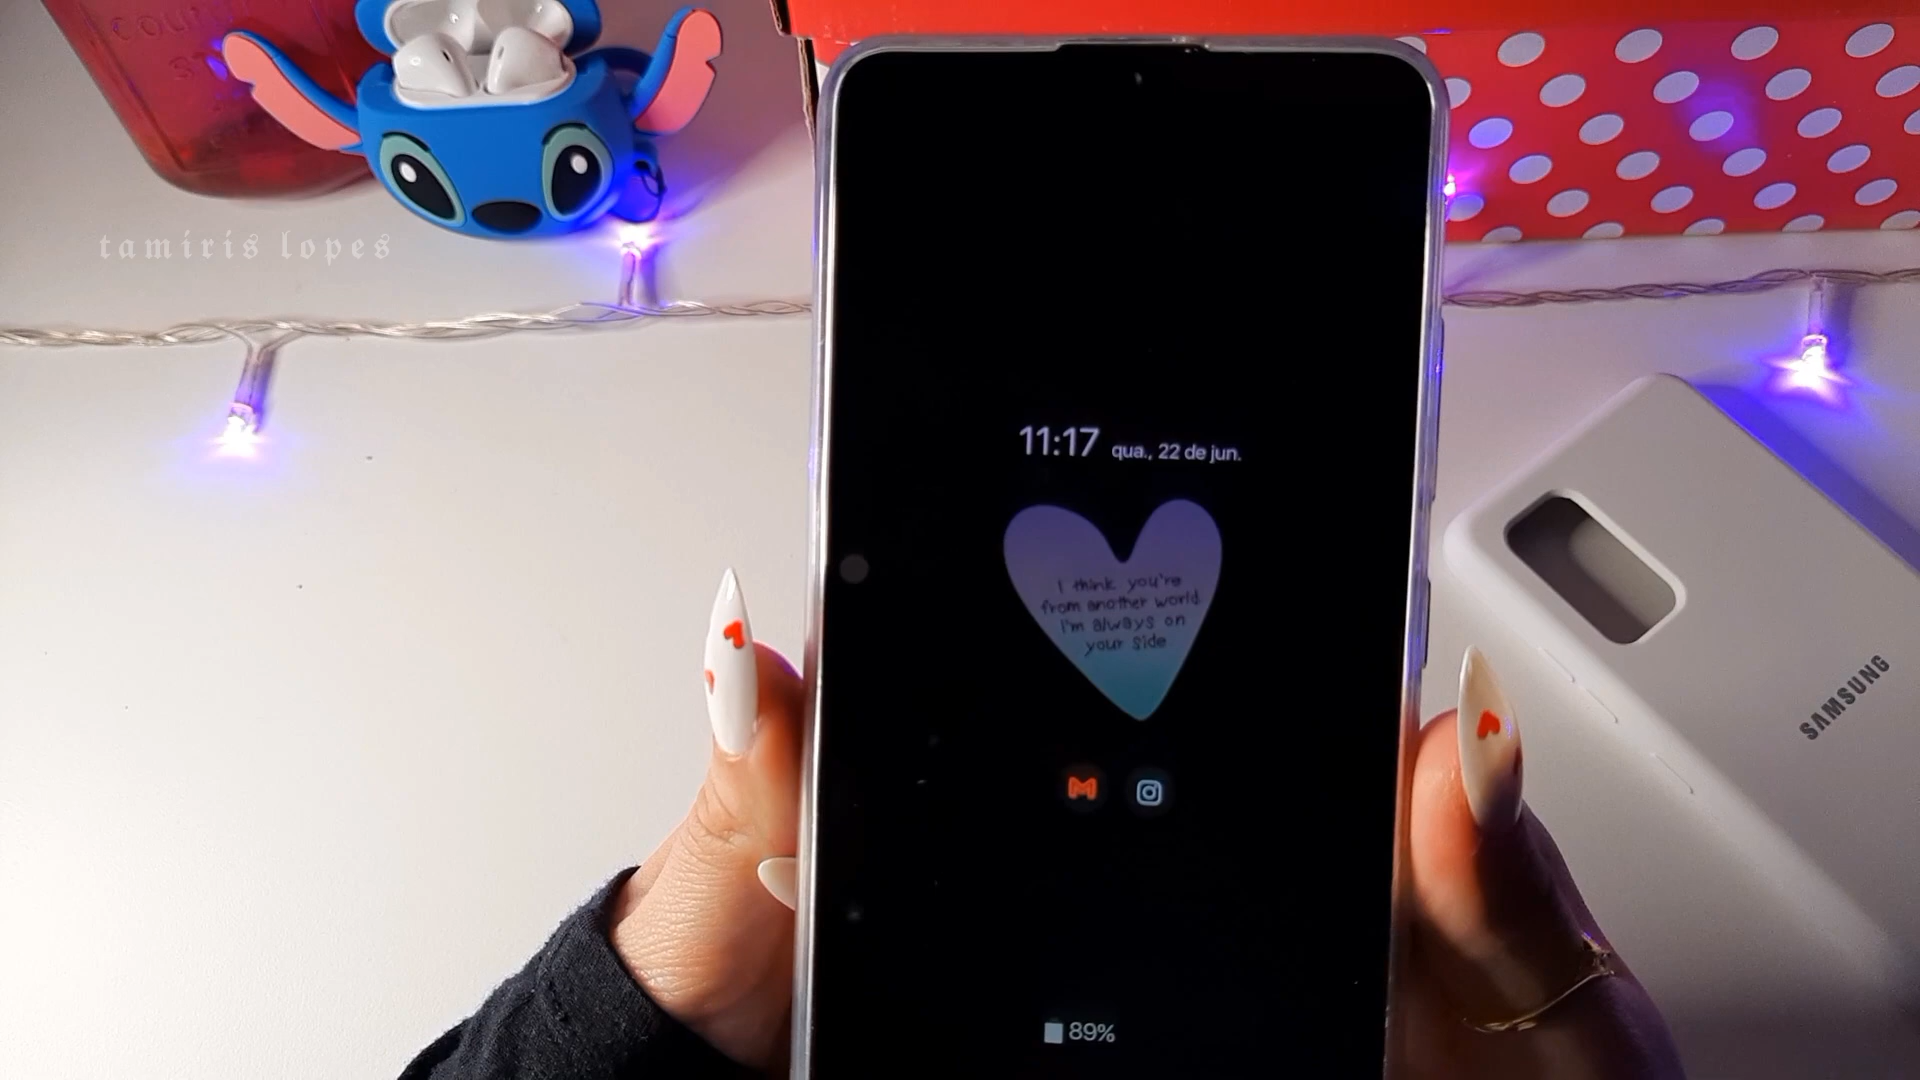 tamiris lopes
11:17 qua., 22 de jun.
I think you're
from another world
I'm always on
your side
89%
SAMSUNG